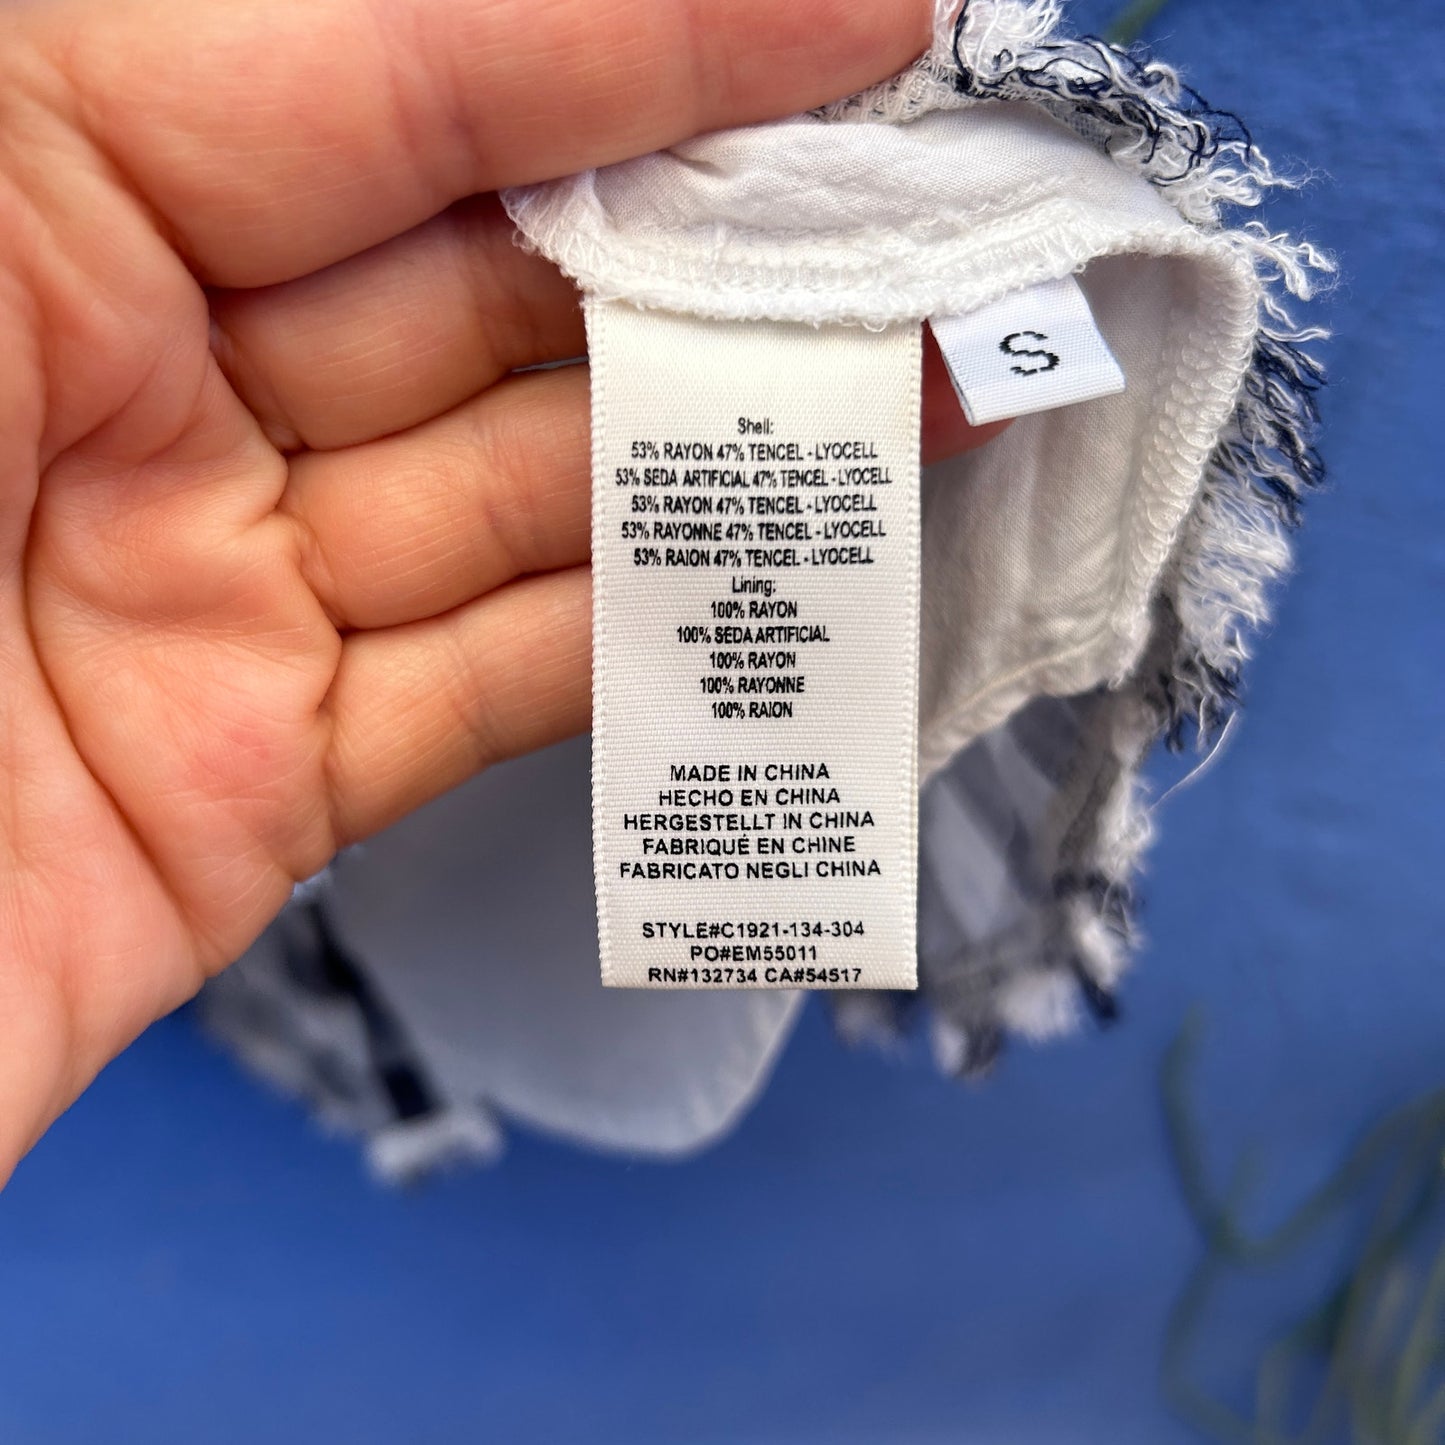 S
Shell:
53% RAYON 47% TENCEL - LYOCELL
53% SEDA ARTIFICIAL 47% TENCEL - LYOCELL
53% RAYON 47% TENCEL - LYOCELL
53% RAYONNE 47% TENCEL - LYOCELL
53% RAION 47% TENCEL - LYOCELL
Lining:
100% RAYON
100% SEDA ARTIFICIAL
100% RAYON
100% RAYONNE
100% RAION
MADE IN CHINA
HECHO EN CHINA
HERGESTELLT IN CHINA
FABRIQUÉ EN CHINE
FABRICATO NEGLI CHINA
STYLE#C1921-134-304
PO#EM55011
RN#132734 CA#54517